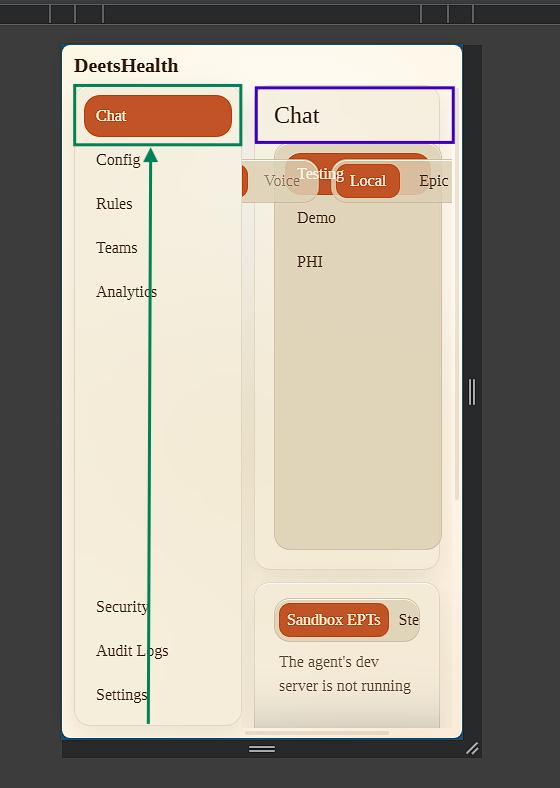 DeetsHealth
Chat
Config
Rules
Teams
Analytics
Security
Audit Logs
Settings
Chat
Voice
Testing
Local
Epic
Demo
PHI
Sandbox EPTs
Ste
The agent's dev
server is not running